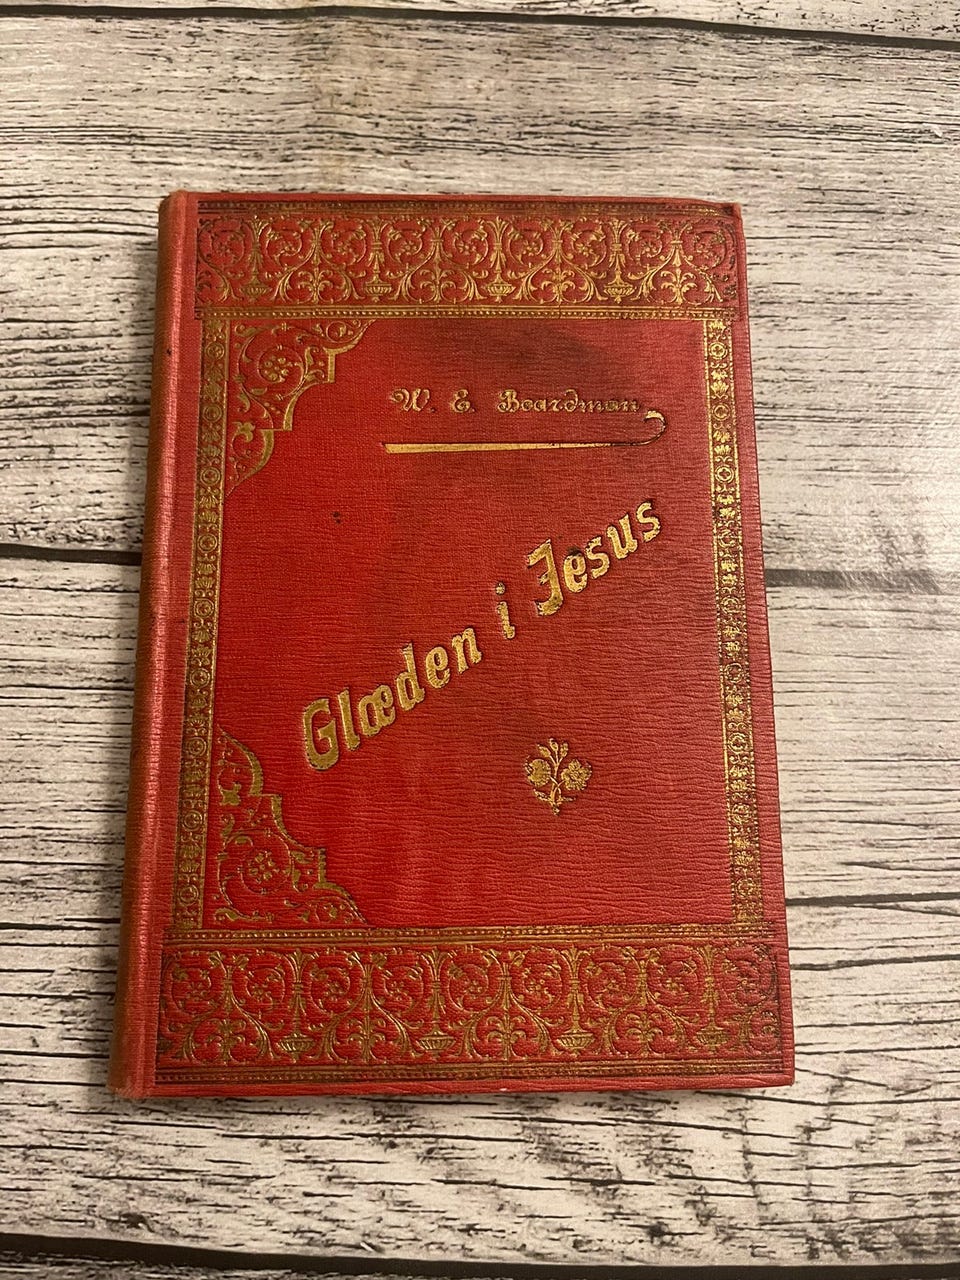 W. E. Boardman
Glæden i Jesus